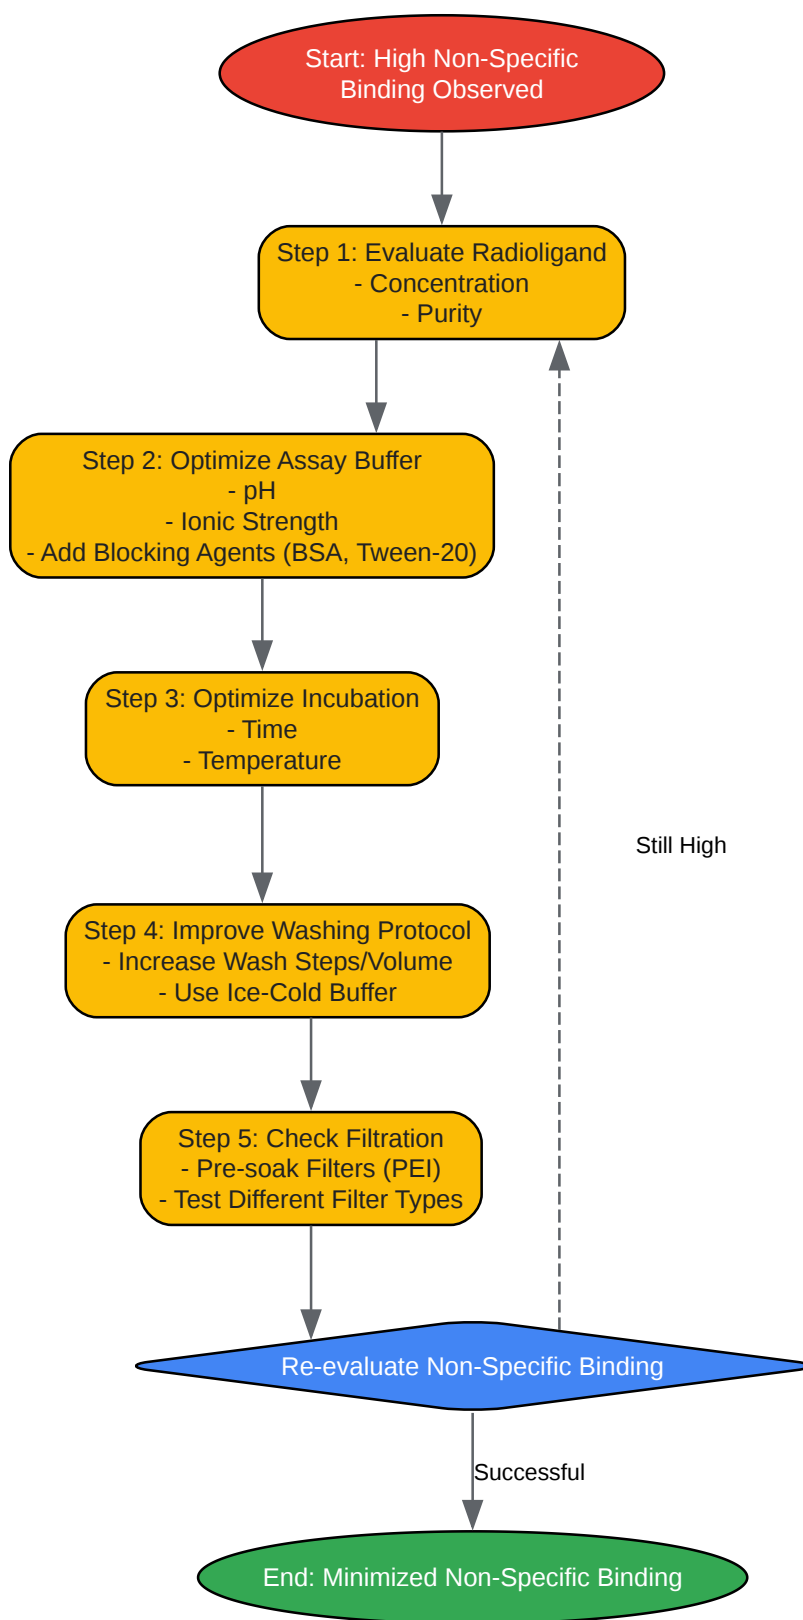 Start: High Non-Specific
Binding Observed
Step 1: Evaluate Radioligand
- Concentration
- Purity
Step 2: Optimize Assay Buffer
- pH
- Ionic Strength
- Add Blocking Agents (BSA, Tween-20)
Step 3: Optimize Incubation
- Time
- Temperature
Still High
Step 4: Improve Washing Protocol
- Increase Wash Steps/Volume
- Use Ice-Cold Buffer
Step 5: Check Filtration
- Pre-soak Filters (PEI)
- Test Different Filter Types
Re-evaluate Non-Specific Binding
Successful
End: Minimized Non-Specific Binding